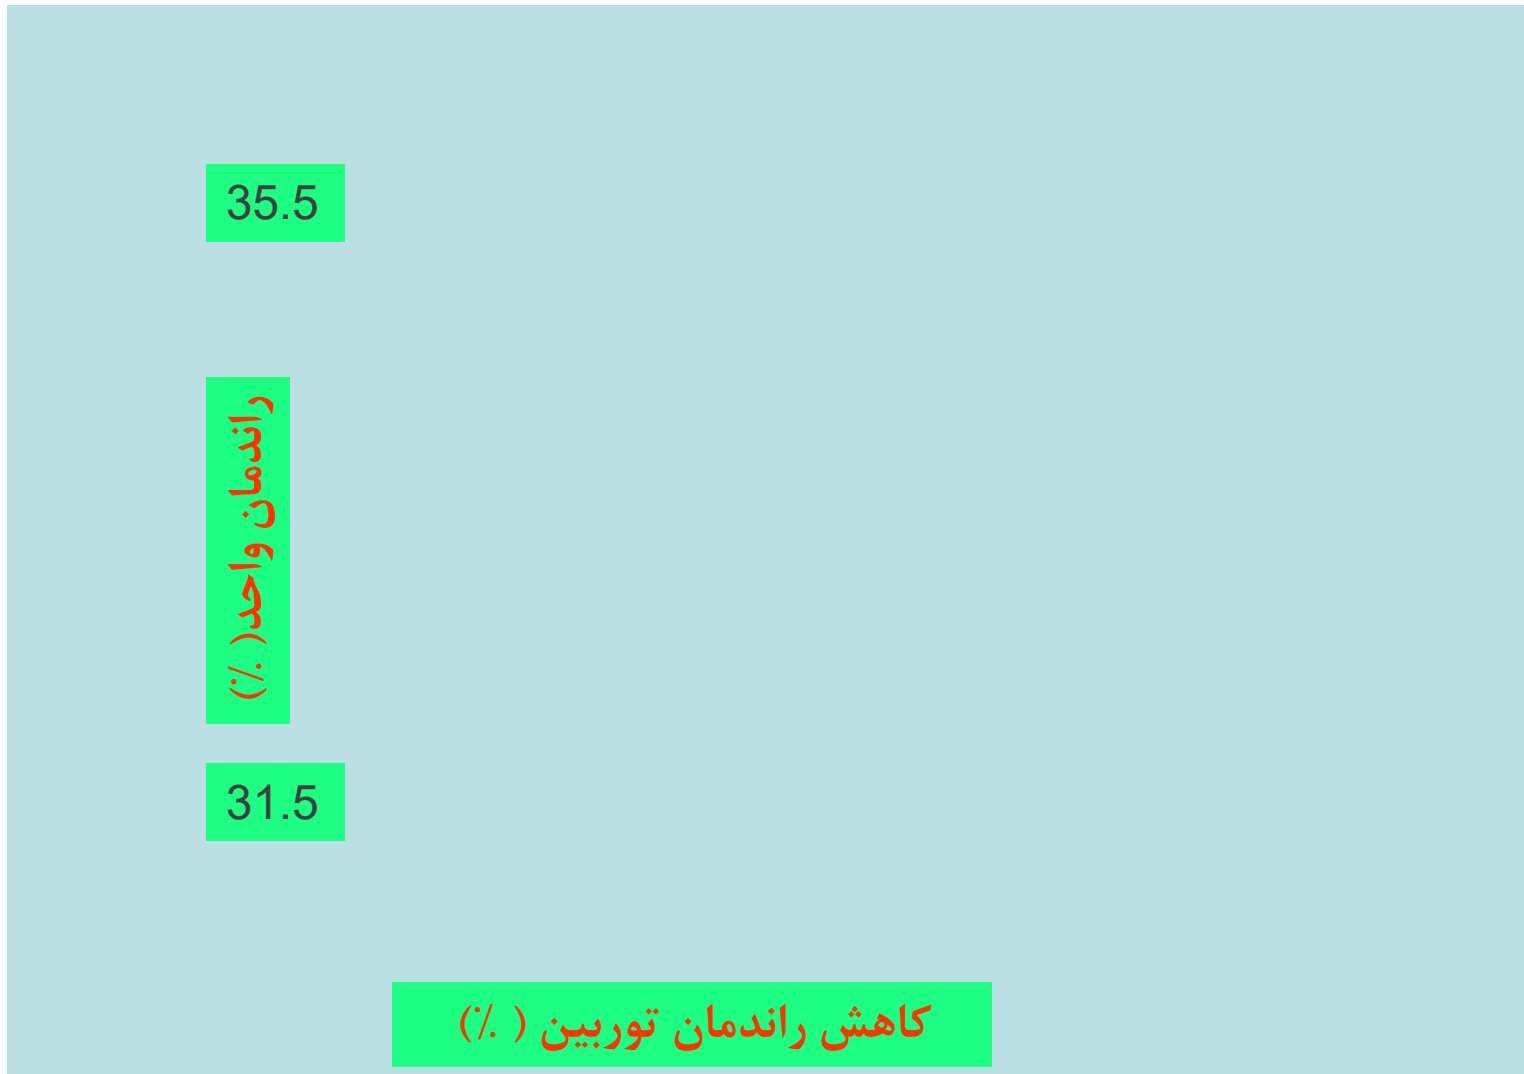 35.5
راندمان واحد( ٪)
31.5
کاهش راندمان توربین ( ٪)